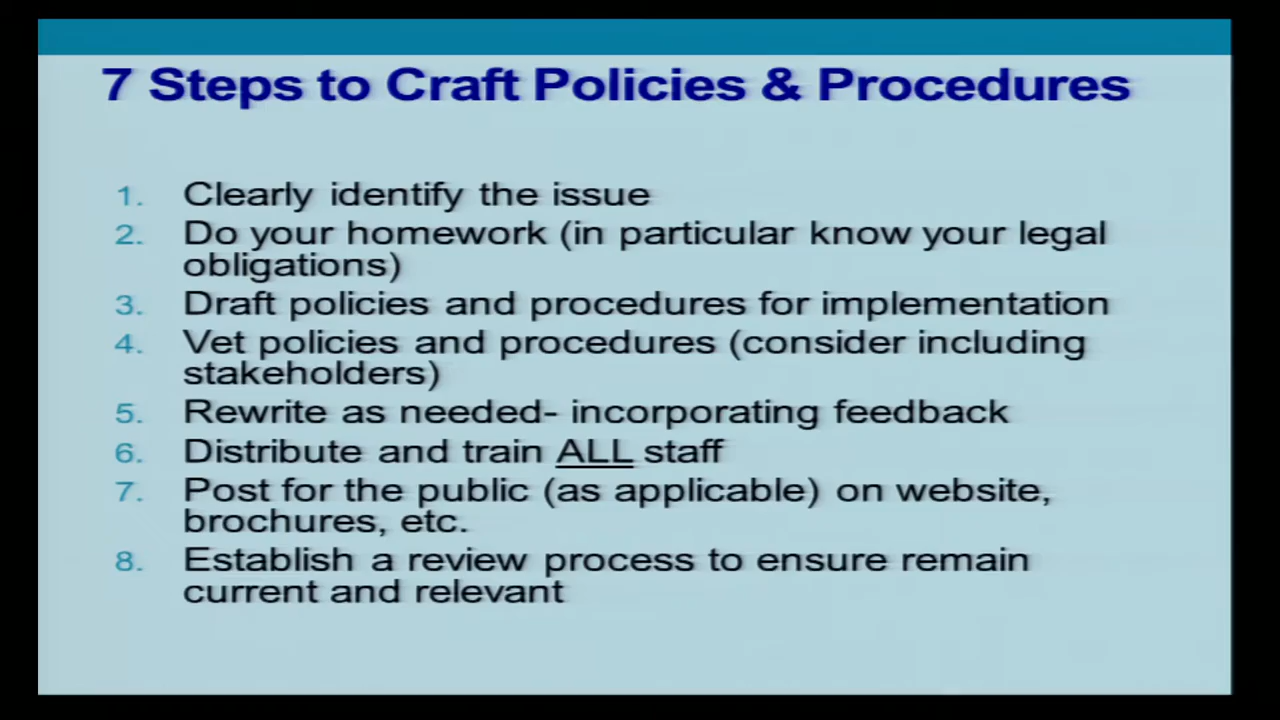 7 Steps to Craft Policies & Procedures
1. Clearly identify the issue
2. Do your homework (in particular know your legal
obligations)
3. Draft policies and procedures for implementation
4. Vet policies and procedures (consider including
stakeholders)
5. Rewrite as needed- incorporating feedback
6. Distribute and train ALL staff
7. Post for the public (as applicable) on website,
brochures, etc.
8. Establish a review process to ensure remain
current and relevant